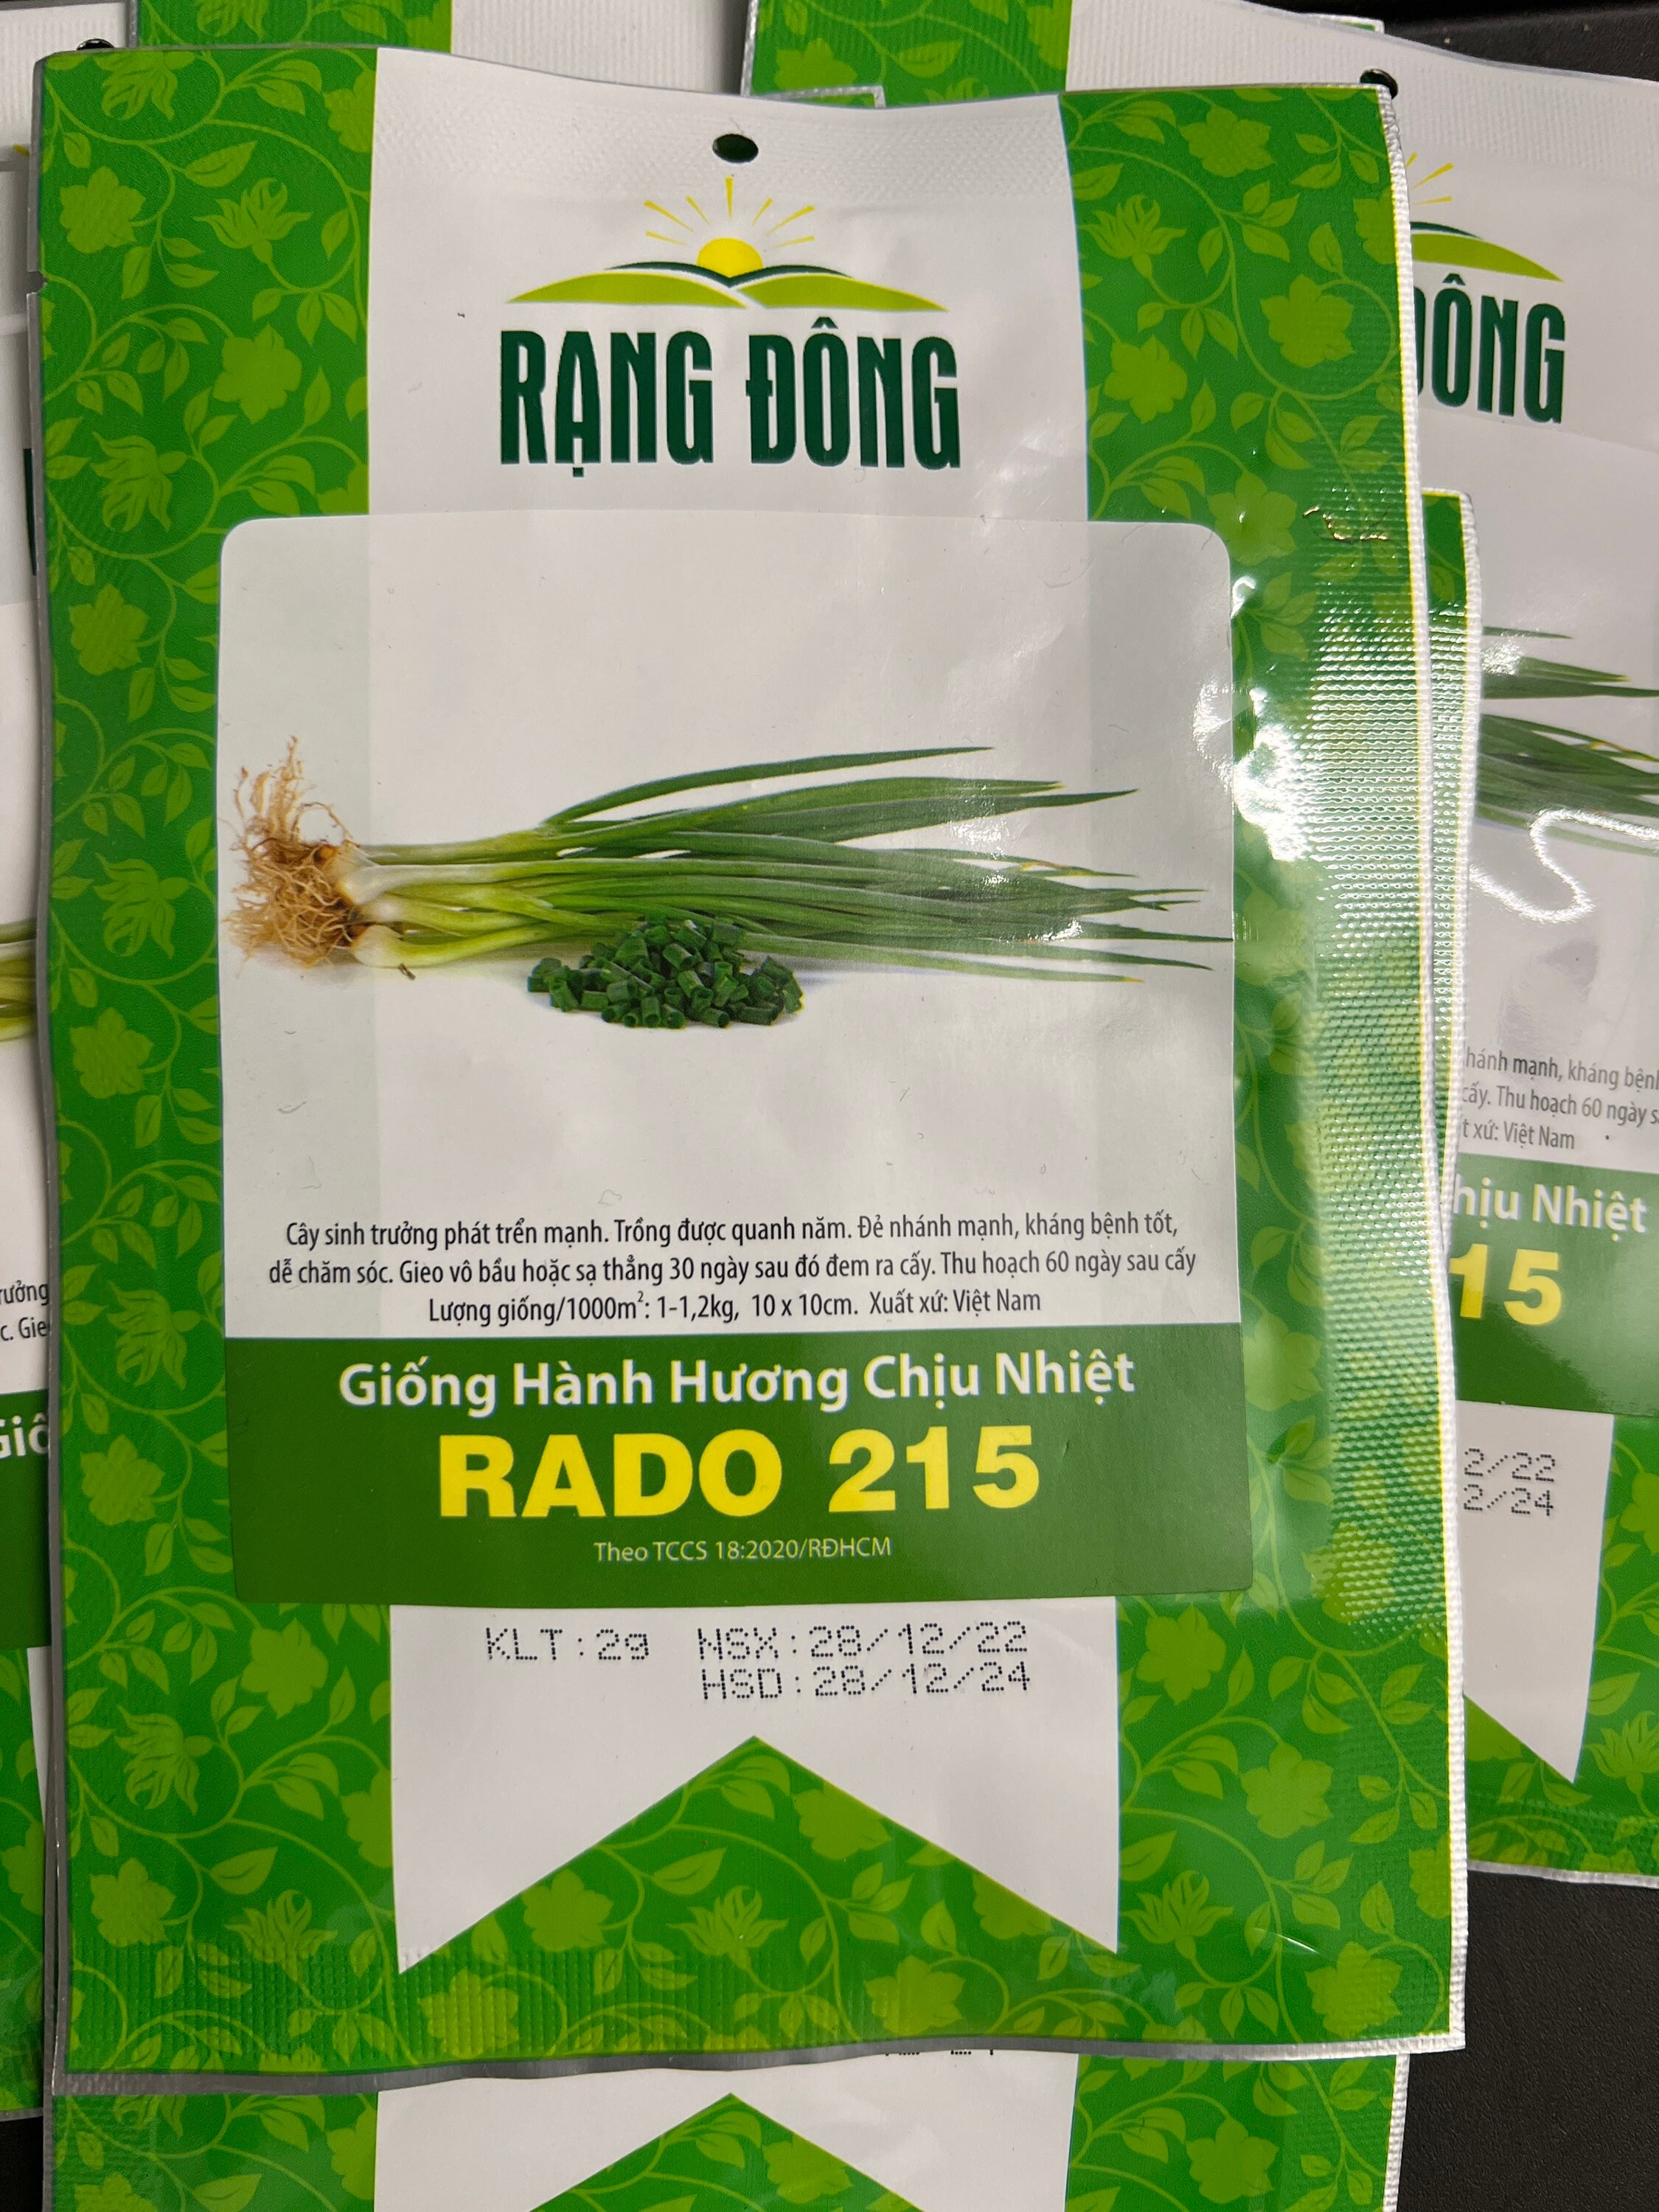 RẠNG ĐÔNG
Cây sinh trưởng phát trển mạnh. Trồng được quanh năm. Đẻ nhánh mạnh, kháng bệnh tốt,
dễ chăm sóc. Gieo vô bầu hoặc sạ thẳng 30 ngày sau đó đem ra cấy. Thu hoạch 60 ngày sau cấy
Lượng giống/1000m²: 1-1,2kg, 10 x 10cm. Xuất xứ: Việt Nam
Giống Hành Hương Chịu Nhiệt
RADO 215
Theo TCCS 18:2020/RĐHCM
KLT:2g NSX:28/12/22
HSD:28/12/24
ĐÔNG
nhánh mạnh, kháng bệnh
cấy. Thu hoạch 60 ngày
xứ: Việt Nam
Chịu Nhiệt
15
2/22
2/24